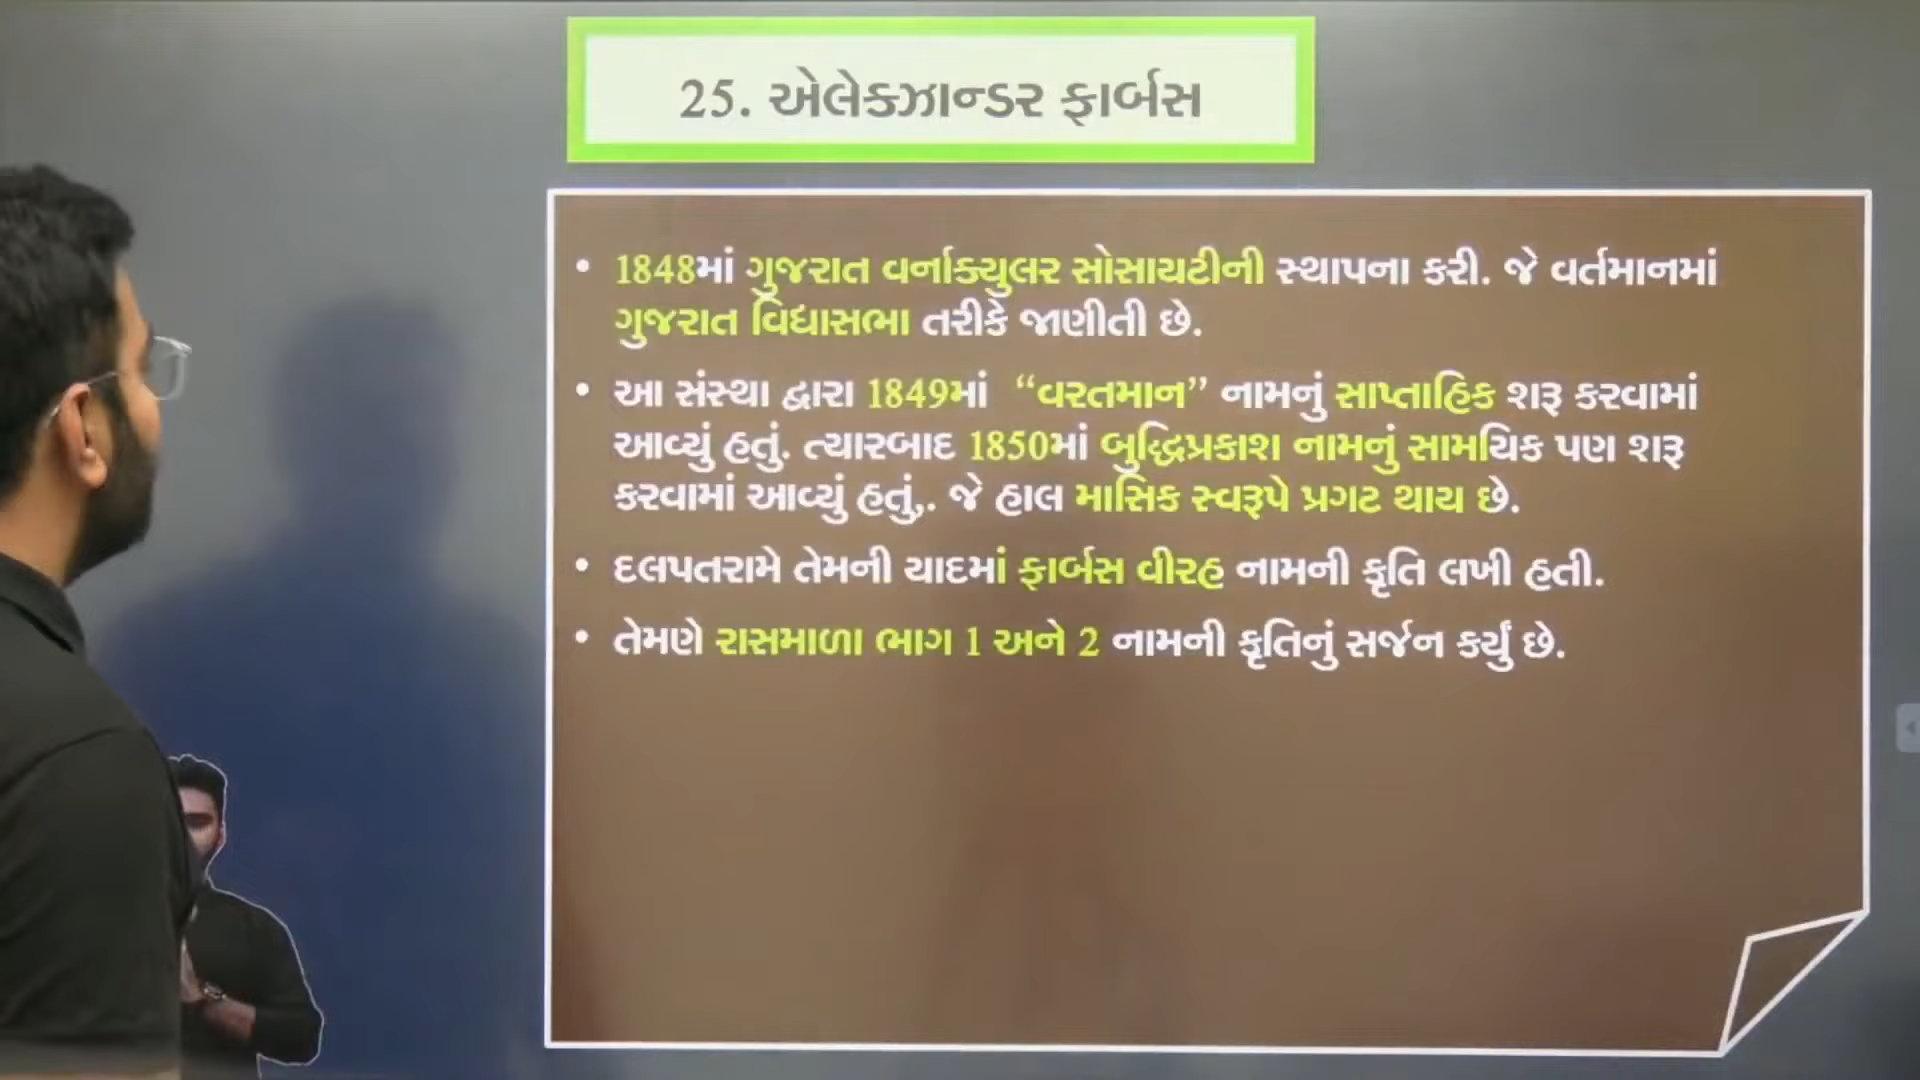 25. એલેક્ઝાન્ડર ફાર્બસ
• 1848માં ગુજરાત વર્નાક્યુલર સોસાયટીની સ્થાપના કરી. જે વર્તમાનમાં
ગુજરાત વિદ્યાસભા તરીકે જાણીતી છે.
• આ સંસ્થા દ્વારા 1849માં “વરતમાન” નામનું સાપ્તાહિક શરૂ કરવામાં
આવ્યું હતું. ત્યારબાદ 1850માં બુદ્ધિપ્રકાશ નામનું સામયિક પણ શરૂ
કરવામાં આવ્યું હતું,. જે હાલ માસિક સ્વરૂપે પ્રગટ થાય છે.
• દલપતરામે તેમની યાદમાં ફાર્બસ વીરહ નામની કૃતિ લખી હતી.
• તેમણે રાસમાળા ભાગ 1 અને 2 નામની કૃતિનું સર્જન કર્યું છે.